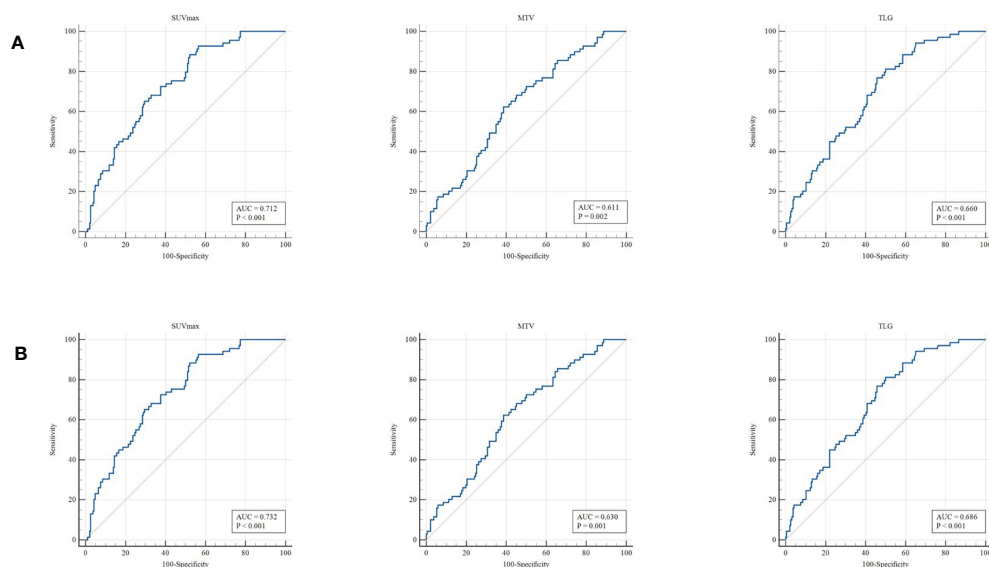 A
SUVmax
100
80
60
40
20
0
Sensitivity
AUC = 0.712
P < 0.001
0 20 40 60 80 100
100-Specificity
MTV
100
80
60
40
20
0
Sensitivity
AUC = 0.611
P = 0.002
0 20 40 60 80 100
100-Specificity
TLG
100
80
60
40
20
0
Sensitivity
AUC = 0.660
P < 0.001
0 20 40 60 80 100
100-Specificity
B
SUVmax
100
80
60
40
20
0
Sensitivity
AUC = 0.732
P < 0.001
0 20 40 60 80 100
100-Specificity
MTV
100
80
60
40
20
0
Sensitivity
AUC = 0.630
P = 0.001
0 20 40 60 80 100
100-Specificity
TLG
100
80
60
40
20
0
Sensitivity
AUC = 0.686
P < 0.001
0 20 40 60 80 100
100-Specificity